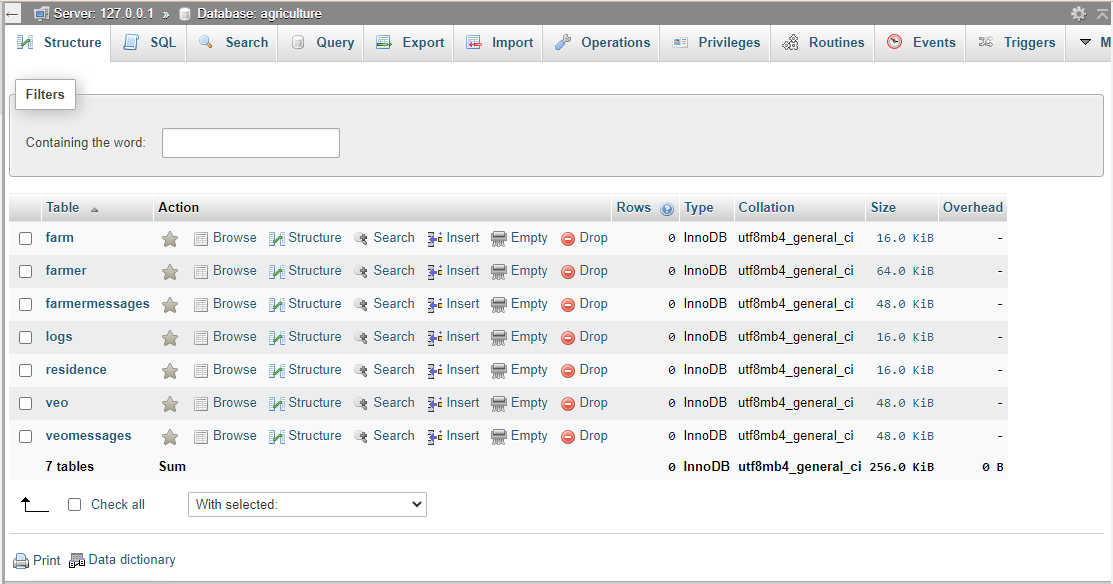 Server: 127.0.0.1 » Database: agriculture
Structure SQL Search Query Export Import Operations Privileges Routines Events Triggers M
Filters
Containing the word:
Table Action Rows Type Collation Size Overhead
farm Browse Structure Search Insert Empty Drop 0 InnoDB utf8mb4_general_ci 16.0 KiB -
farmer Browse Structure Search Insert Empty Drop 0 InnoDB utf8mb4_general_ci 64.0 KiB -
farmermessages Browse Structure Search Insert Empty Drop 0 InnoDB utf8mb4_general_ci 48.0 KiB -
logs Browse Structure Search Insert Empty Drop 0 InnoDB utf8mb4_general_ci 16.0 KiB -
residence Browse Structure Search Insert Empty Drop 0 InnoDB utf8mb4_general_ci 16.0 KiB -
veo Browse Structure Search Insert Empty Drop 0 InnoDB utf8mb4_general_ci 48.0 KiB -
veomessages Browse Structure Search Insert Empty Drop 0 InnoDB utf8mb4_general_ci 48.0 KiB -
7 tables Sum 0 InnoDB utf8mb4_general_ci 256.0 KiB 0 B
Check all With selected:
Print Data dictionary